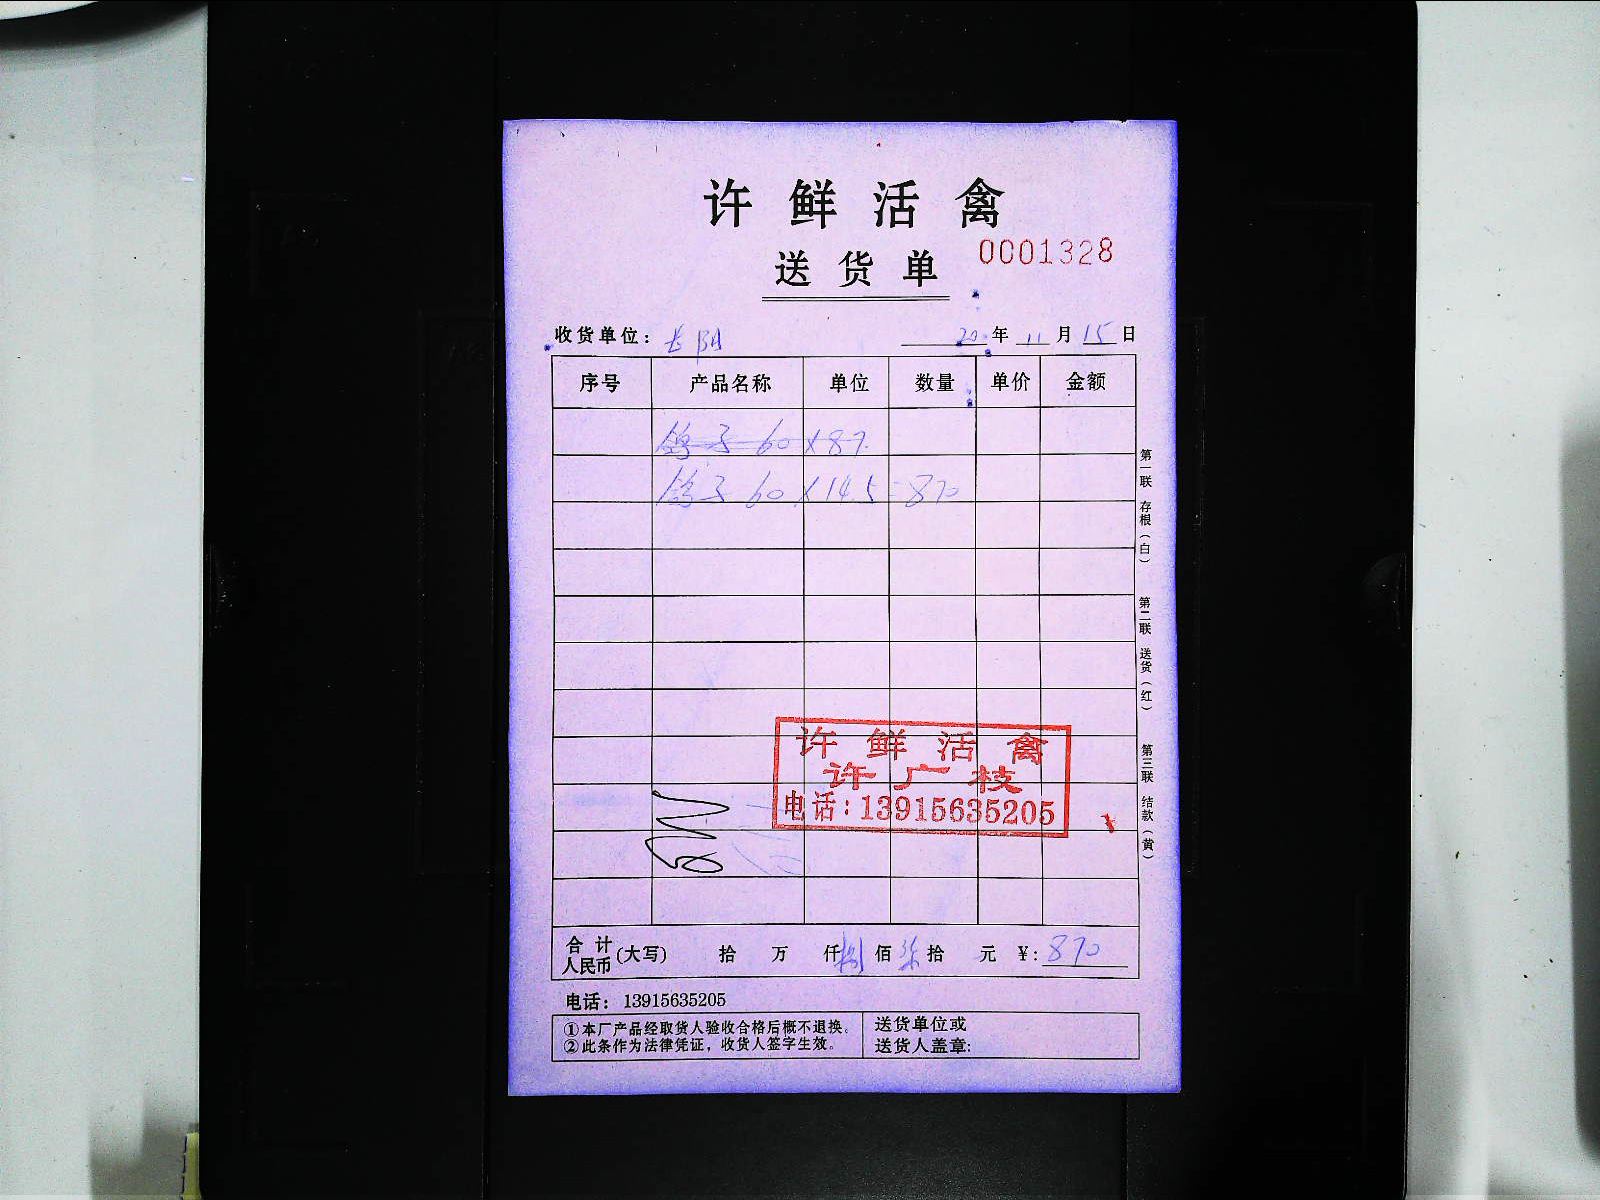 许鲜活禽
送货单
0001328
收货单位：长阳 20年11月15日
序号 产品名称 单位 数量 单价 金额
鸽子 60×87
鸽子 60×14.5=870
第一联 存根（白）
第二联 送货（红）
第三联 结款（黄）
许鲜活禽
许广枝
电话：13915635205
合计人民币(大写) 拾 万 仟捌佰柒拾 元 ¥：870
电话：13915635205
①本厂产品经取货人验收合格后概不退换。
②此条作为法律凭证，收货人签字生效。
送货单位或
送货人盖章：